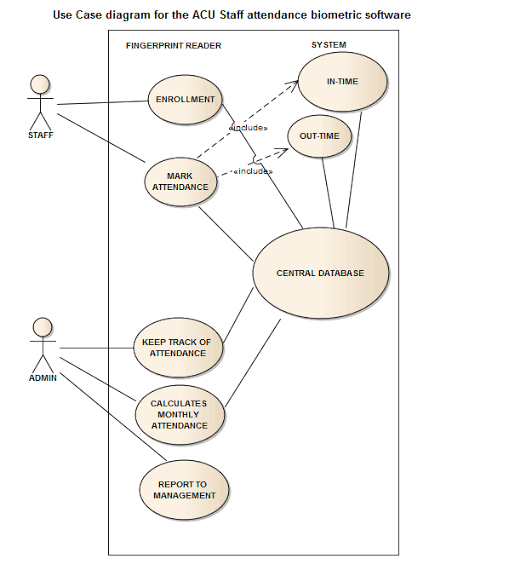 Use Case diagram for the ACU Staff attendance biometric software
FINGERPRINT READER
SYSTEM
STAFF
ENROLLMENT
IN-TIME
«include»
OUT-TIME
MARK
ATTENDANCE
«include»
CENTRAL DATABASE
ADMIN
KEEP TRACK OF
ATTENDANCE
CALCULATES
MONTHLY
ATTENDANCE
REPORT TO
MANAGEMENT